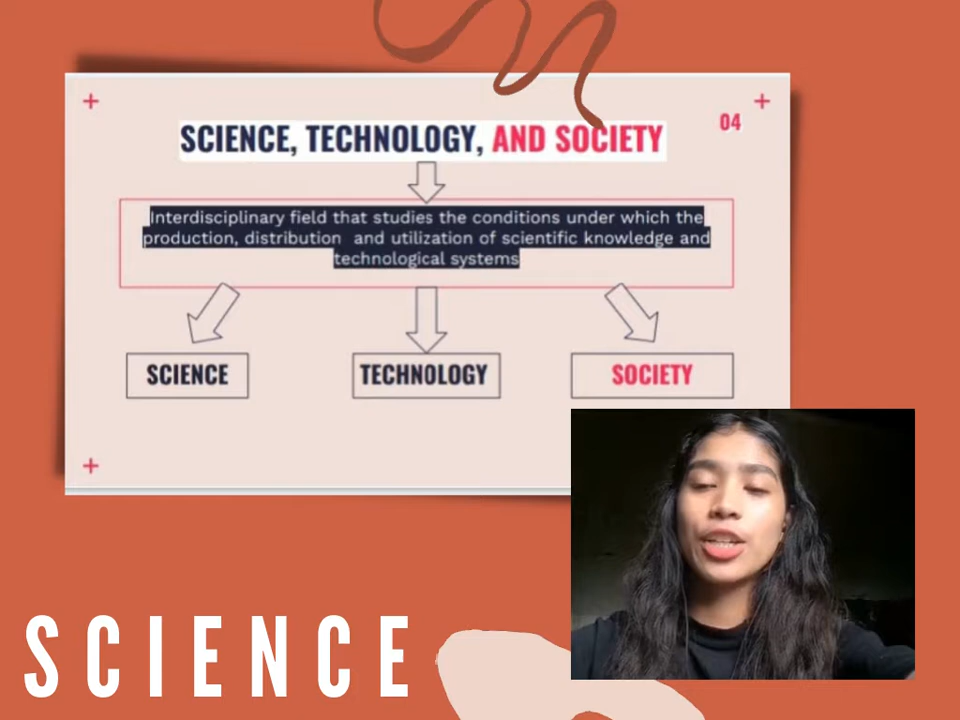 SCIENCE, TECHNOLOGY, AND SOCIETY
04
Interdisciplinary field that studies the conditions under which the
production, distribution and utilization of scientific knowledge and
technological systems
SCIENCE
TECHNOLOGY
SOCIETY
SCIENCE